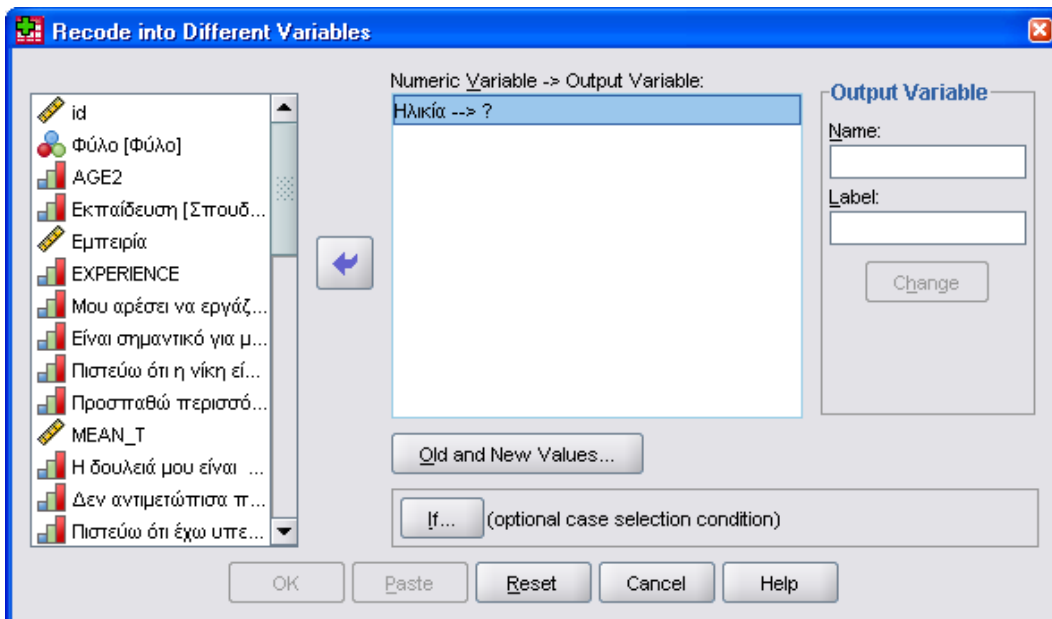 Recode into Different Variables
id
Φύλο [Φύλο]
AGE2
Εκπαίδευση [Σπουδ...
Εμπειρία
EXPERIENCE
Μου αρέσει να εργάζ...
Είναι σημαντικό για μ...
Πιστεύω ότι η νίκη εί...
Προσπαθώ περισσό...
MEAN_T
Η δουλειά μου είναι ...
Δεν αντιμετώπισα π...
Πιστεύω ότι έχω υπε...
Numeric Variable -> Output Variable:
Ηλικία --> ?
Output Variable
Name:
Label:
Change
Old and New Values...
If... (optional case selection condition)
OK Paste Reset Cancel Help